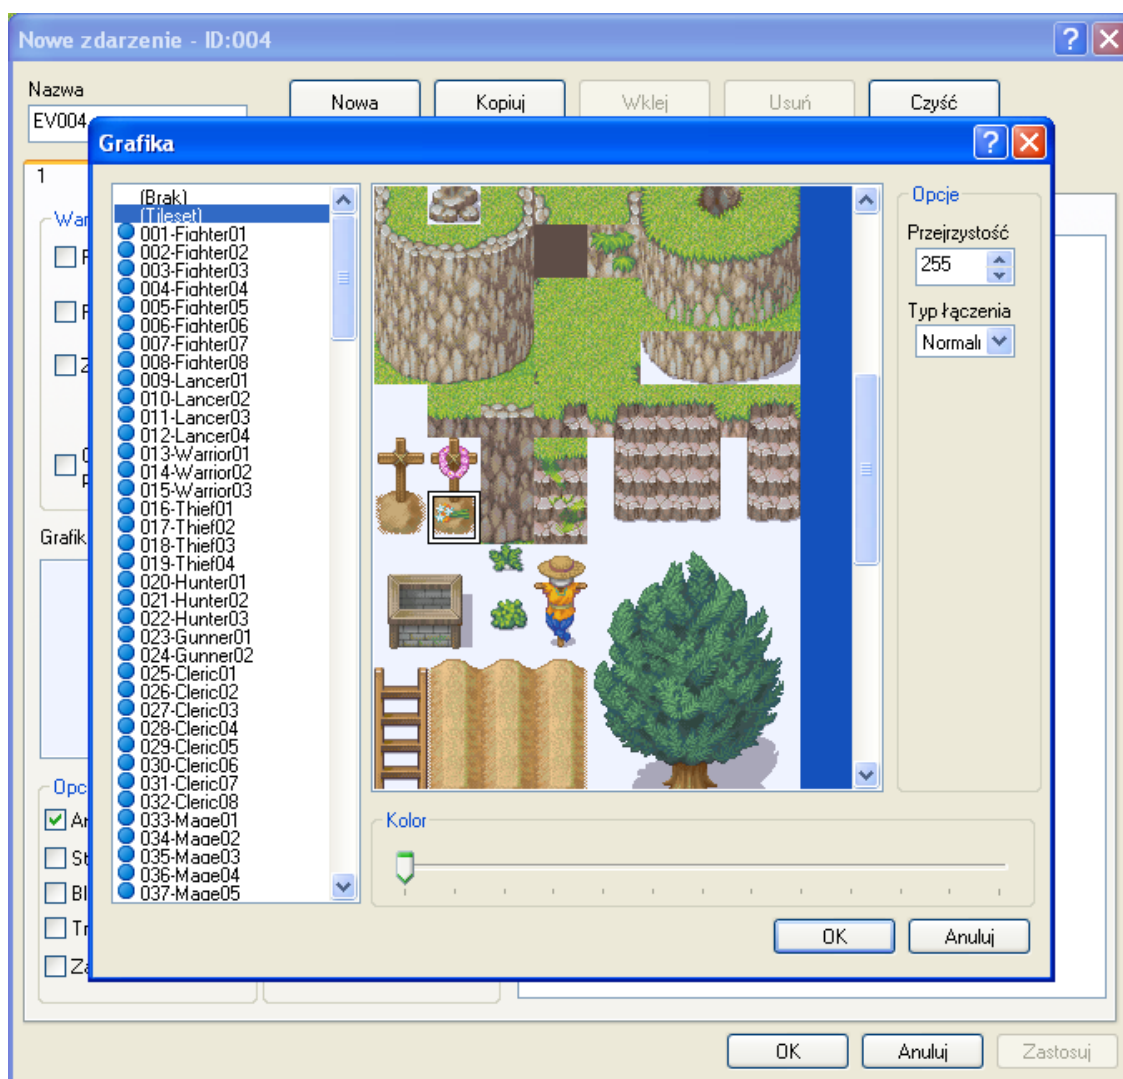 Nowe zdarzenie - ID:004
Nazwa
Nowa
Kopiuj
Wklej
Usuń
Czyść
EV004
Grafika
1
(Brak)
(Tileset)
001-Fighter01
002-Fighter02
003-Fighter03
004-Fighter04
005-Fighter05
006-Fighter06
007-Fighter07
008-Fighter08
009-Lancer01
010-Lancer02
011-Lancer03
012-Lancer04
013-Warrior01
014-Warrior02
015-Warrior03
016-Thief01
017-Thief02
018-Thief03
019-Thief04
020-Hunter01
021-Hunter02
022-Hunter03
023-Gunner01
024-Gunner02
025-Cleric01
026-Cleric02
027-Cleric03
028-Cleric04
029-Cleric05
030-Cleric06
031-Cleric07
032-Cleric08
033-Mage01
034-Mage02
035-Mage03
036-Mage04
037-Mage05
Opcje
Przejrzystość
255
Typ łączenia
Normal
Kolor
OK
Anuluj
War
Grafik
Opc
OK
Anuluj
Zastosuj